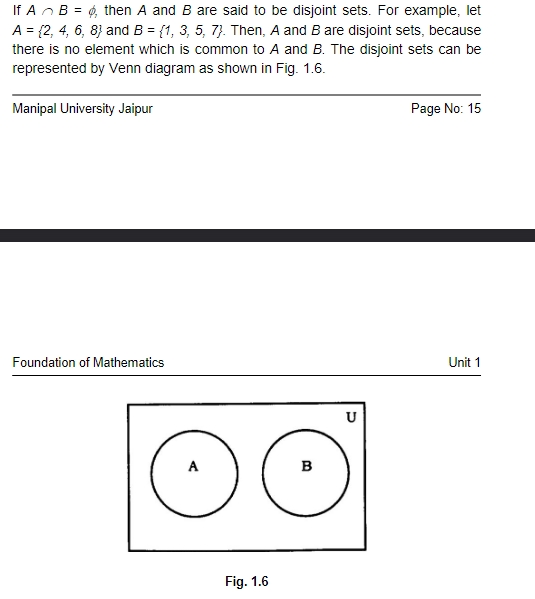 If A ∩ B = ϕ, then A and B are said to be disjoint sets. For example, let
A = {2, 4, 6, 8} and B = {1, 3, 5, 7}. Then, A and B are disjoint sets, because
there is no element which is common to A and B. The disjoint sets can be
represented by Venn diagram as shown in Fig. 1.6.
Manipal University Jaipur Page No: 15
Foundation of Mathematics Unit 1
U
A B
Fig. 1.6